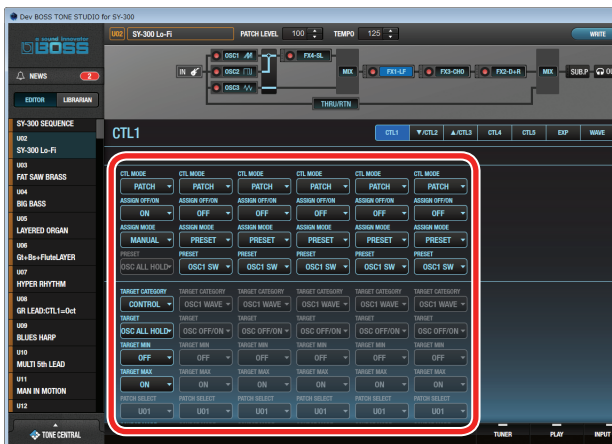 Dev BOSS TONE STUDIO for SY-300
a sound innovator
BOSS
U02 SY-300 Lo-Fi PATCH LEVEL 100 TEMPO 125 WRITE
IN OSC1 OSC2 OSC3 FX4-SL MIX FX1-LF FX3-CHO FX2-D+R MIX SUB.P OU
THRU/RTN
NEWS 2
EDITOR LIBRARIAN
CTL1 CTL1 ▼/CTL2 ▲/CTL3 CTL4 CTL5 EXP WAVE
SY-300 SEQUENCE
U02
SY-300 Lo-Fi
U03
FAT SAW BRASS
U04
BIG BASS
U05
LAYERED ORGAN
U06
Gt+Bs+FluteLAYER
U07
HYPER RHYTHM
U08
GR LEAD:CTL1=Oct
U09
BLUES HARP
U10
MULTI 5th LEAD
U11
MAN IN MOTION
U12
TONE CENTRAL
CTL MODE CTL MODE CTL MODE CTL MODE CTL MODE CTL MODE
PATCH PATCH PATCH PATCH PATCH PATCH
ASSIGN OFF/ON ASSIGN OFF/ON ASSIGN OFF/ON ASSIGN OFF/ON ASSIGN OFF/ON ASSIGN OFF/ON
ON OFF OFF OFF OFF OFF
ASSIGN MODE ASSIGN MODE ASSIGN MODE ASSIGN MODE ASSIGN MODE ASSIGN MODE
MANUAL PRESET PRESET PRESET PRESET PRESET
PRESET PRESET PRESET PRESET PRESET PRESET
OSC ALL HOLD OSC1 SW OSC1 SW OSC1 SW OSC1 SW OSC1 SW
TARGET CATEGORY TARGET CATEGORY TARGET CATEGORY TARGET CATEGORY TARGET CATEGORY TARGET CATEGORY
CONTROL OSC1 WAVE OSC1 WAVE OSC1 WAVE OSC1 WAVE OSC1 WAVE
TARGET TARGET TARGET TARGET TARGET TARGET
OSC ALL HOLD OSC OFF/ON OSC OFF/ON OSC OFF/ON OSC OFF/ON OSC OFF/ON
TARGET MIN TARGET MIN TARGET MIN TARGET MIN TARGET MIN TARGET MIN
OFF OFF OFF OFF OFF OFF
TARGET MAX TARGET MAX TARGET MAX TARGET MAX TARGET MAX TARGET MAX
ON ON ON ON ON ON
PATCH SELECT PATCH SELECT PATCH SELECT PATCH SELECT PATCH SELECT PATCH SELECT
U01 U01 U01 U01 U01 U01
TUNER PLAY INPUT